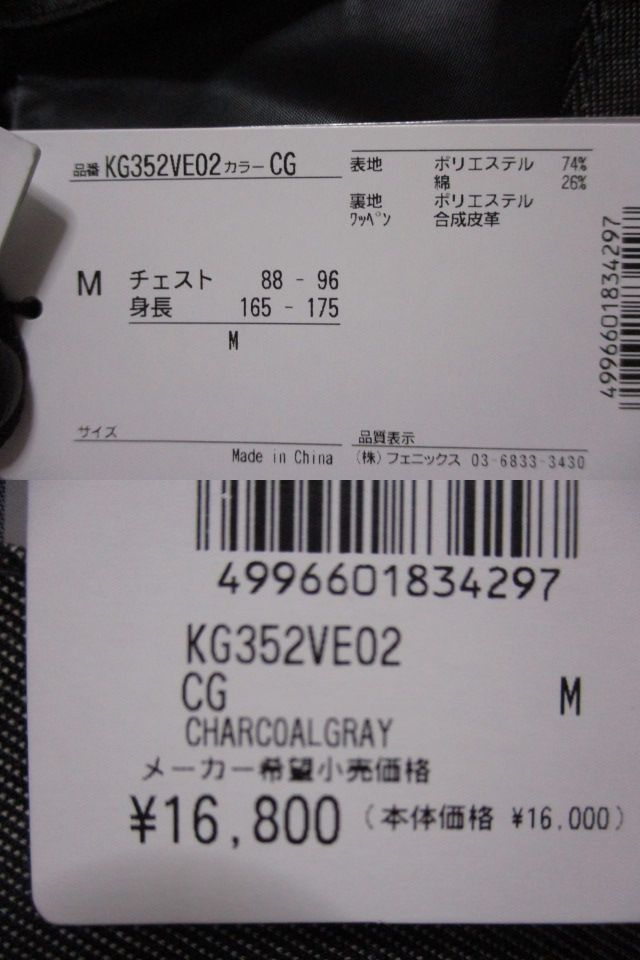 品番 KG352VE02 カラー CG
表地 ポリエステル 74%
綿 26%
裏地 ポリエステル
ワッペン 合成皮革
M チェスト 88 - 96
身長 165 - 175
M
4996601834297
サイズ
品質表示
Made in China
(株) フェニックス 03-6833-3430
4996601834297
KG352VE02
CG M
CHARCOALGRAY
メーカー希望小売価格
¥16,800 (本体価格 ¥16,000)